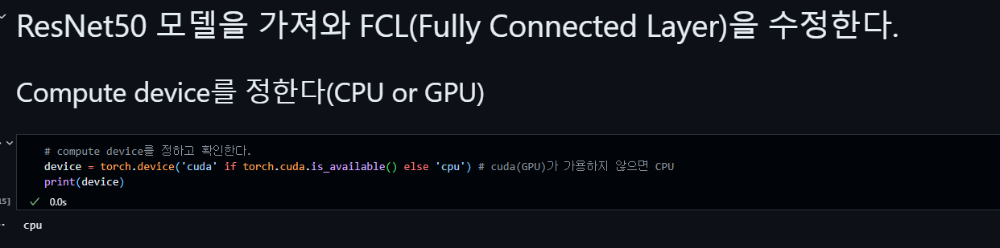 ResNet50 모델을 가져와 FCL(Fully Connected Layer)을 수정한다.
Compute device를 정한다(CPU or GPU)
# compute device를 정하고 확인한다.
device = torch.device('cuda' if torch.cuda.is_available() else 'cpu') # cuda(GPU)가 가용하지 않으면 CPU
print(device)
15]
0.0s
cpu